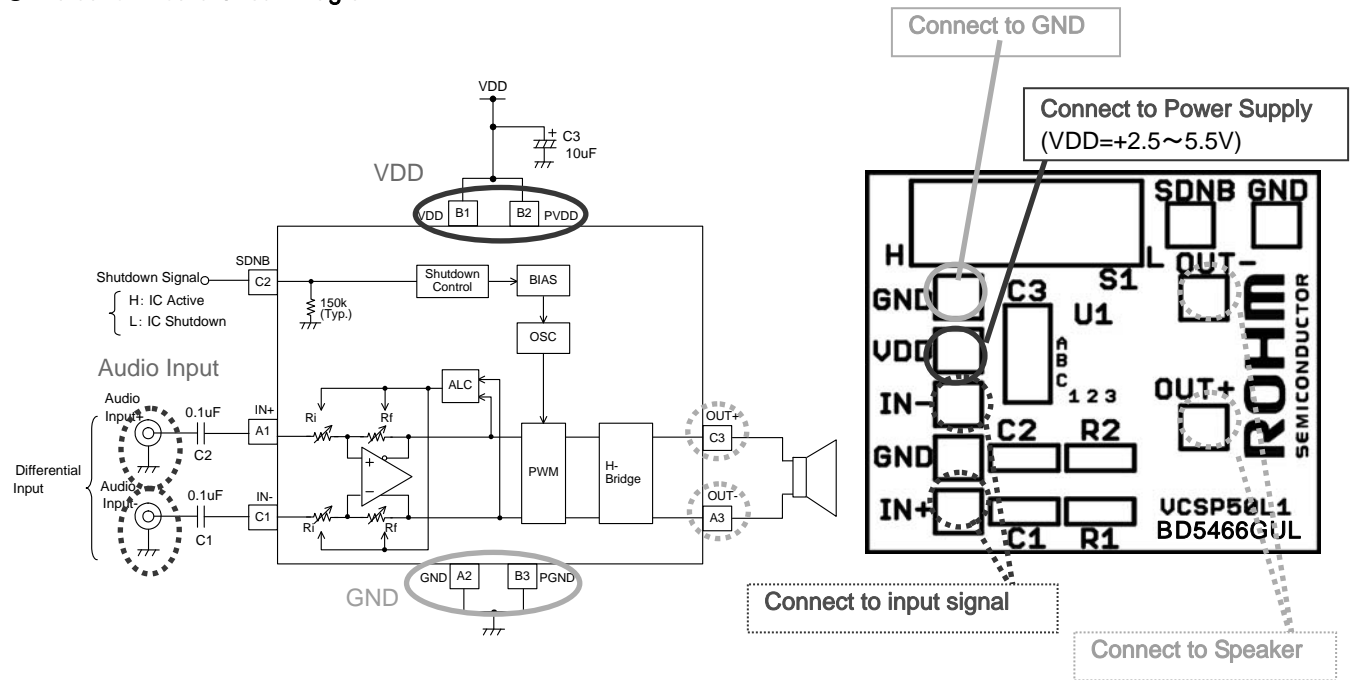 VDD
C3
+
10uF
VDD
VDD
B1
B2
PVDD
SDNB
Shutdown Signal
C2
H: IC Active
L: IC Shutdown
150k
(Typ.)
Shutdown
Control
BIAS
OSC
Audio Input
Audio
Input+
0.1uF
C2
IN+
A1
Differential
Input
Audio
Input-
0.1uF
C1
IN-
C1
Ri
Rf
ALC
+
−
Ri
Rf
PWM
H-
Bridge
OUT+
C3
OUT-
A3
GND
A2
B3
PGND
GND
Connect to GND
Connect to Power Supply
(VDD=+2.5～5.5V)
SDNB GND
H
L
OUT-
S1
GND
C3
U1
VDD
A
B
C
1 2 3
IN-
OUT+
C2
R2
GND
IN+
C1
R1
VCSP50L1
BD5466GUL
ROHM
SEMICONDUCTOR
Connect to input signal
Connect to Speaker